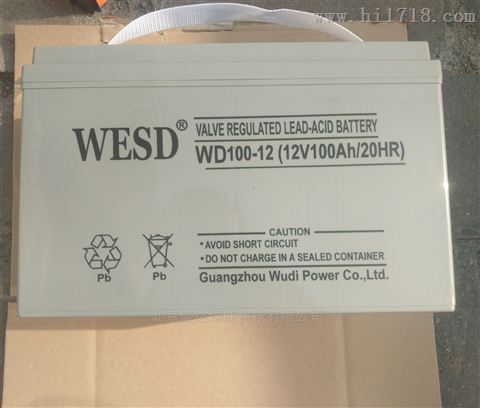 www.hi1718.com
WESD®
VALVE REGULATED LEAD-ACID BATTERY
WD100-12 (12V100Ah/20HR)
CAUTION
• AVOID SHORT CIRCUIT
• DO NOT CHARGE IN A SEALED CONTAINER
Pb
Pb
Guangzhou Wudi Power Co.,Ltd.